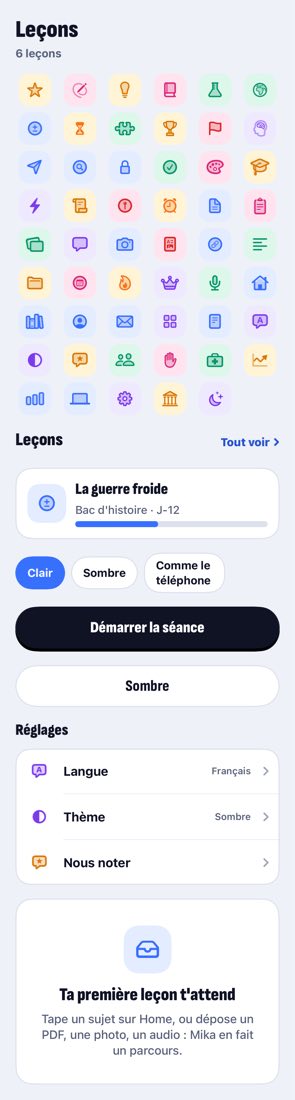 Leçons
6 leçons
Leçons
Tout voir
La guerre froide
Bac d'histoire · J-12
Clair
Sombre
Comme le
téléphone
Démarrer la séance
Sombre
Réglages
A
Langue
Français
Thème
Sombre
Nous noter
Ta première leçon t'attend
Tape un sujet sur Home, ou dépose un
PDF, une photo, un audio : Mika en fait
un parcours.